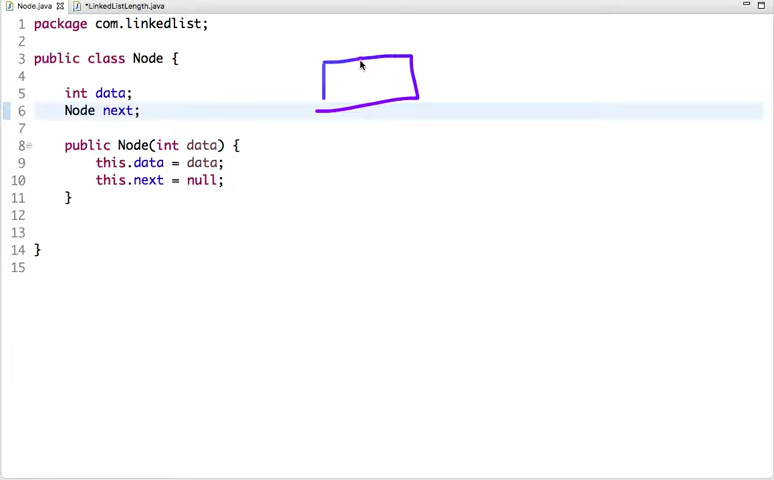 Node.java *LinkedListLength.java
1 package com.linkedlist;
2
3 public class Node {
4
5 int data;
6 Node next;
7
8 public Node(int data) {
9 this.data = data;
10 this.next = null;
11 }
12
13
14 }
15